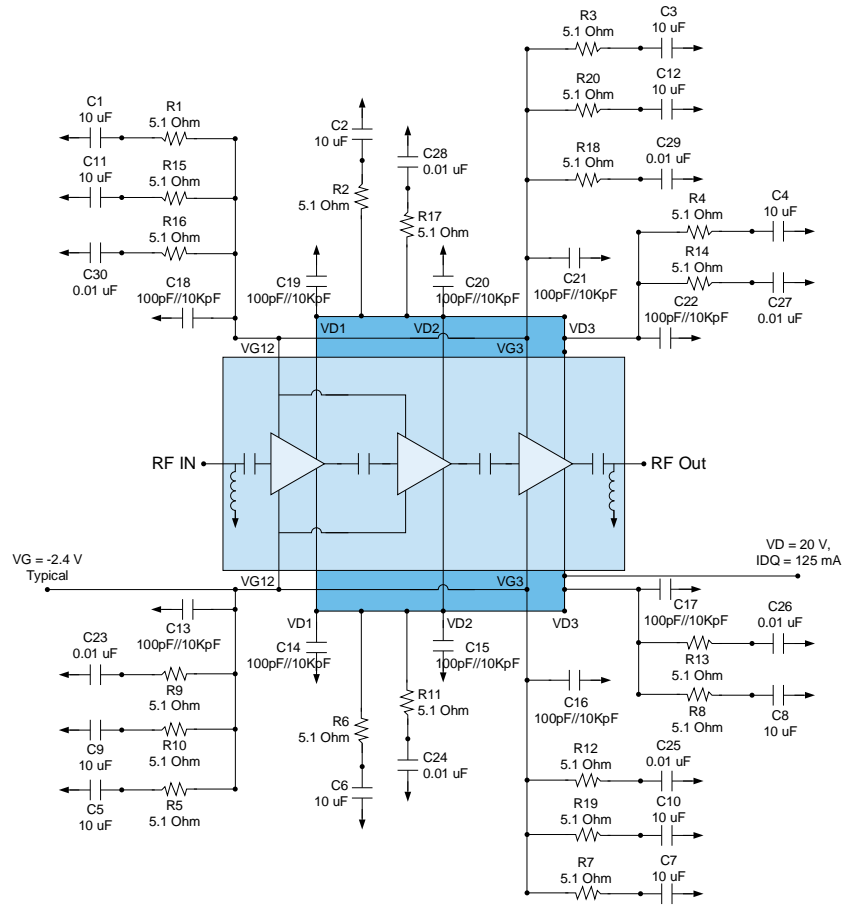 R3
5.1 Ohm
C3
10 uF
R20
5.1 Ohm
C12
10 uF
R18
5.1 Ohm
C29
0.01 uF
C1
10 uF
R1
5.1 Ohm
C11
10 uF
R15
5.1 Ohm
R16
5.1 Ohm
C30
0.01 uF
C18
100pF//10KpF
C2
10 uF
R2
5.1 Ohm
C28
0.01 uF
R17
5.1 Ohm
C19
100pF//10KpF
C20
100pF//10KpF
C21
100pF//10KpF
R4
5.1 Ohm
C4
10 uF
R14
5.1 Ohm
C27
0.01 uF
C22
100pF//10KpF
VD1
VD2
VD3
VG12
VG3
RF IN
RF Out
VG = -2.4 V
Typical
VD = 20 V,
IDQ = 125 mA
VG12
VG3
VD1
VD2
VD3
C13
100pF//10KpF
C14
100pF//10KpF
C15
100pF//10KpF
C17
100pF//10KpF
C26
0.01 uF
R13
5.1 Ohm
R8
5.1 Ohm
C8
10 uF
C23
0.01 uF
R9
5.1 Ohm
C9
10 uF
R10
5.1 Ohm
C5
10 uF
R5
5.1 Ohm
R6
5.1 Ohm
C6
10 uF
R11
5.1 Ohm
C24
0.01 uF
C16
100pF//10KpF
R12
5.1 Ohm
C25
0.01 uF
R19
5.1 Ohm
C10
10 uF
R7
5.1 Ohm
C7
10 uF